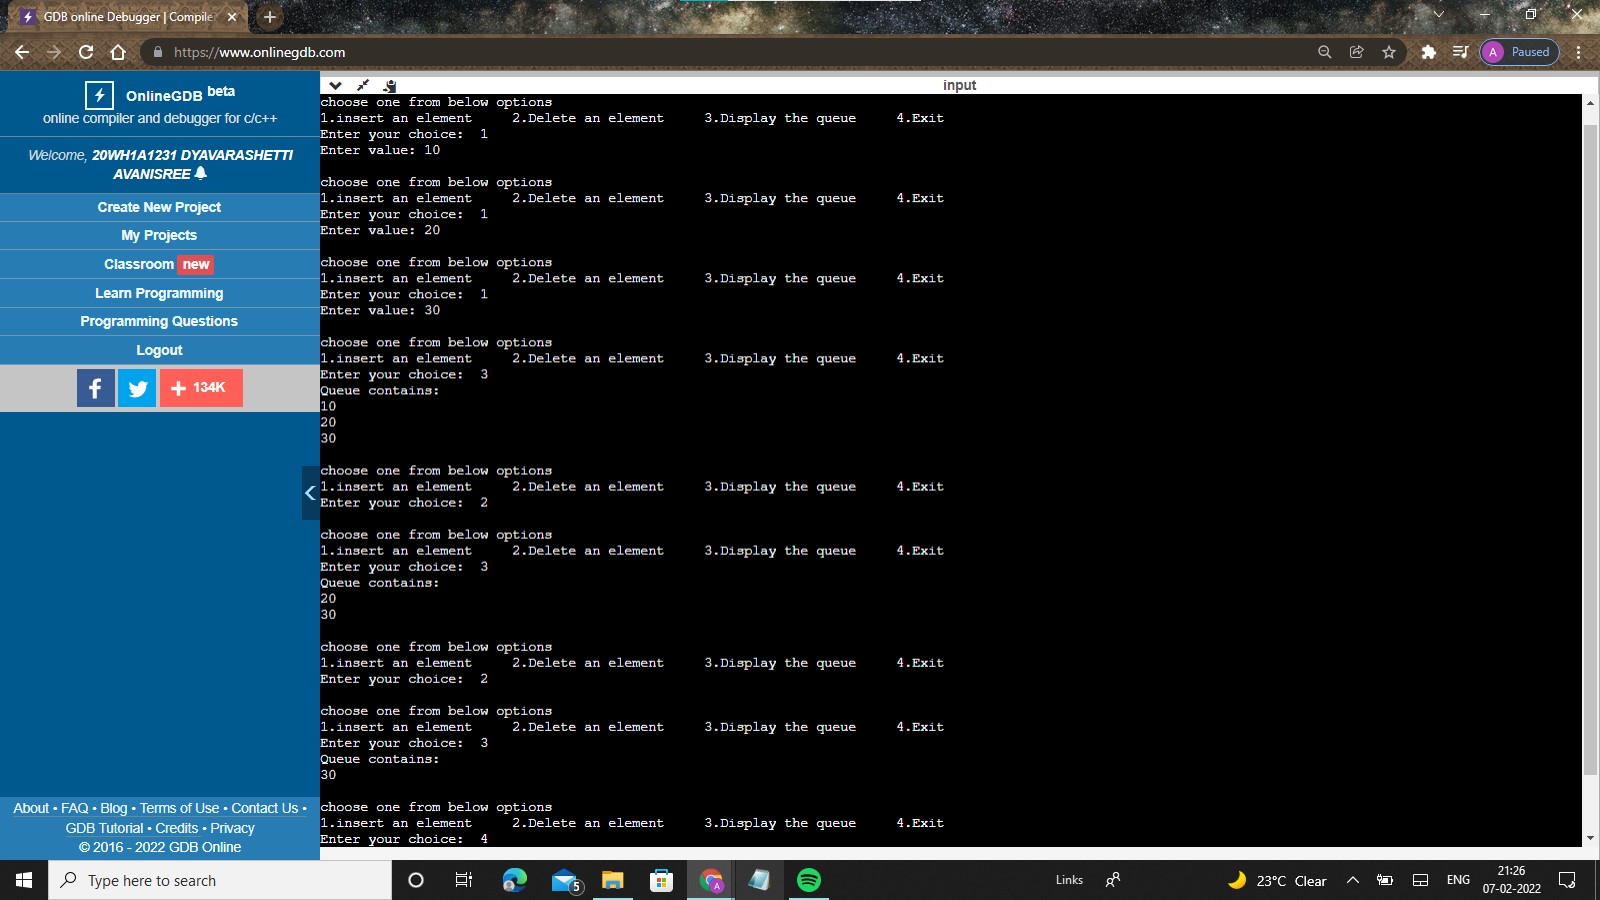 GDB online Debugger | Compiler
https://www.onlinegdb.com
A Paused
OnlineGDB beta
online compiler and debugger for c/c++
Welcome, 20WH1A1231 DYAVARASHETTI
AVANISREE
Create New Project
My Projects
Classroom new
Learn Programming
Programming Questions
Logout
f + 134K
About • FAQ • Blog • Terms of Use • Contact Us •
GDB Tutorial • Credits • Privacy
© 2016 - 2022 GDB Online
input
choose one from below options
1.insert an element 2.Delete an element 3.Display the queue 4.Exit
Enter your choice: 1
Enter value: 10
choose one from below options
1.insert an element 2.Delete an element 3.Display the queue 4.Exit
Enter your choice: 1
Enter value: 20
choose one from below options
1.insert an element 2.Delete an element 3.Display the queue 4.Exit
Enter your choice: 1
Enter value: 30
choose one from below options
1.insert an element 2.Delete an element 3.Display the queue 4.Exit
Enter your choice: 3
Queue contains:
10
20
30
choose one from below options
1.insert an element 2.Delete an element 3.Display the queue 4.Exit
Enter your choice: 2
choose one from below options
1.insert an element 2.Delete an element 3.Display the queue 4.Exit
Enter your choice: 3
Queue contains:
20
30
choose one from below options
1.insert an element 2.Delete an element 3.Display the queue 4.Exit
Enter your choice: 2
choose one from below options
1.insert an element 2.Delete an element 3.Display the queue 4.Exit
Enter your choice: 3
Queue contains:
30
choose one from below options
1.insert an element 2.Delete an element 3.Display the queue 4.Exit
Enter your choice: 4
Type here to search
5
A
Links
23°C Clear
ENG
21:26
07-02-2022